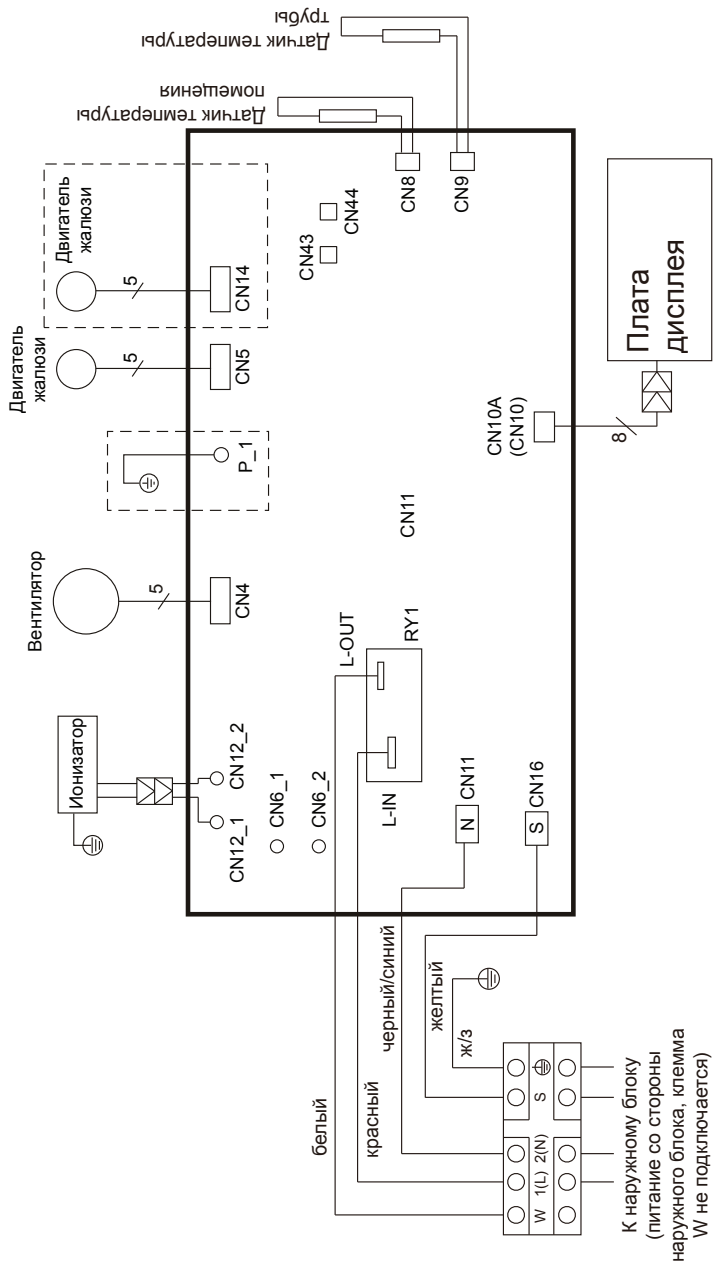 Ионизатор
CN12_1
CN12_2
CN6_1
CN6_2
Вентилятор
5
CN4
P_1
Двигатель
жалюзи
5
CN5
Двигатель
жалюзи
5
CN14
Датчик температуры
помещения
Датчик температуры
трубы
CN43
CN44
CN8
CN9
L-OUT
RY1
L-IN
CN11
N
CN11
S
CN16
CN10A
(CN10)
8
Плата
дисплея
белый
красный
черный/синий
желтый
ж/з
W
1(L)
2(N)
S
К наружному блоку
(питание со стороны
наружного блока, клемма
W не подключается)